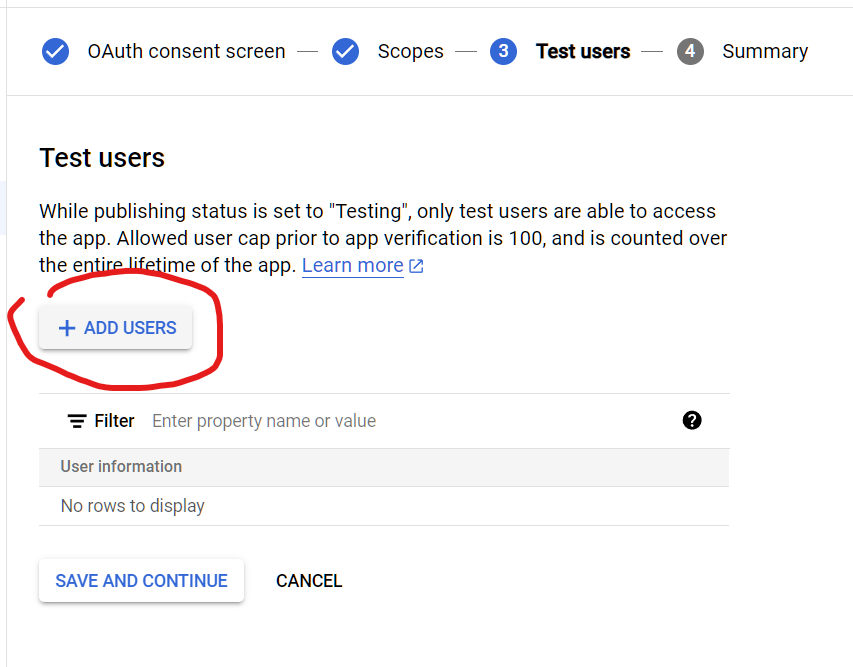 OAuth consent screen
Scopes
3 Test users
4 Summary
Test users
While publishing status is set to "Testing", only test users are able to access
the app. Allowed user cap prior to app verification is 100, and is counted over
the entire lifetime of the app. Learn more
+ ADD USERS
Filter Enter property name or value ?
User information
No rows to display
SAVE AND CONTINUE CANCEL